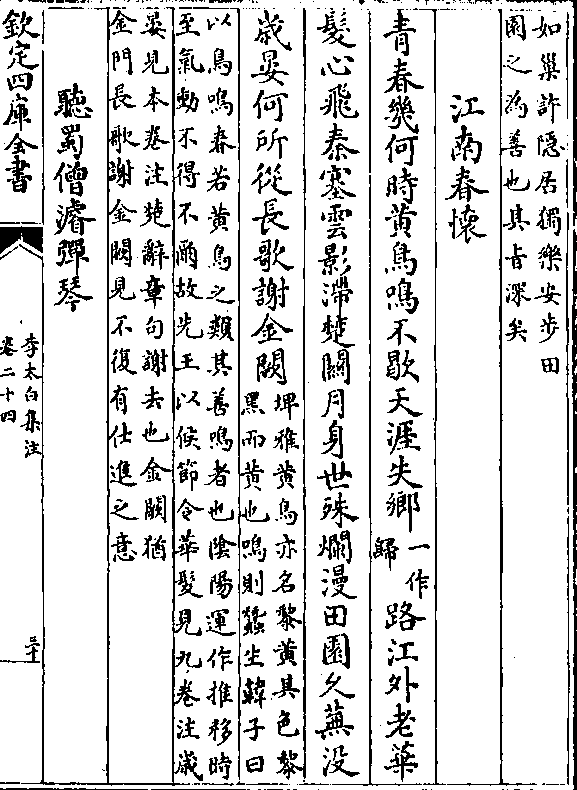 如巢許隱居獨樂安步田
園之為善也其旨深矣
江南春懷
青春幾何時黄鳥鳴不歇天涯失鄉一作歸路江外老華
髮心飛秦塞雲影滯楚關月身世殊爛漫田園久蕪没
歳晏何所從長歌謝金闕
埤雅黄鳥亦名黎黄其色黎
黑而黄也鳴則蠶生韓子曰
以鳥鳴春若黄鳥之類其善鳴者也陰陽運作推移時
至氣動不得不爾故先王以候節令華髮見九卷注歳
晏見本卷注楚辭章句謝去也金闕猶
金門長歌謝金闕見不復有仕進之意
聽蜀僧濬彈琴
欽定四庫全書
李太白集注
卷二十四
三十